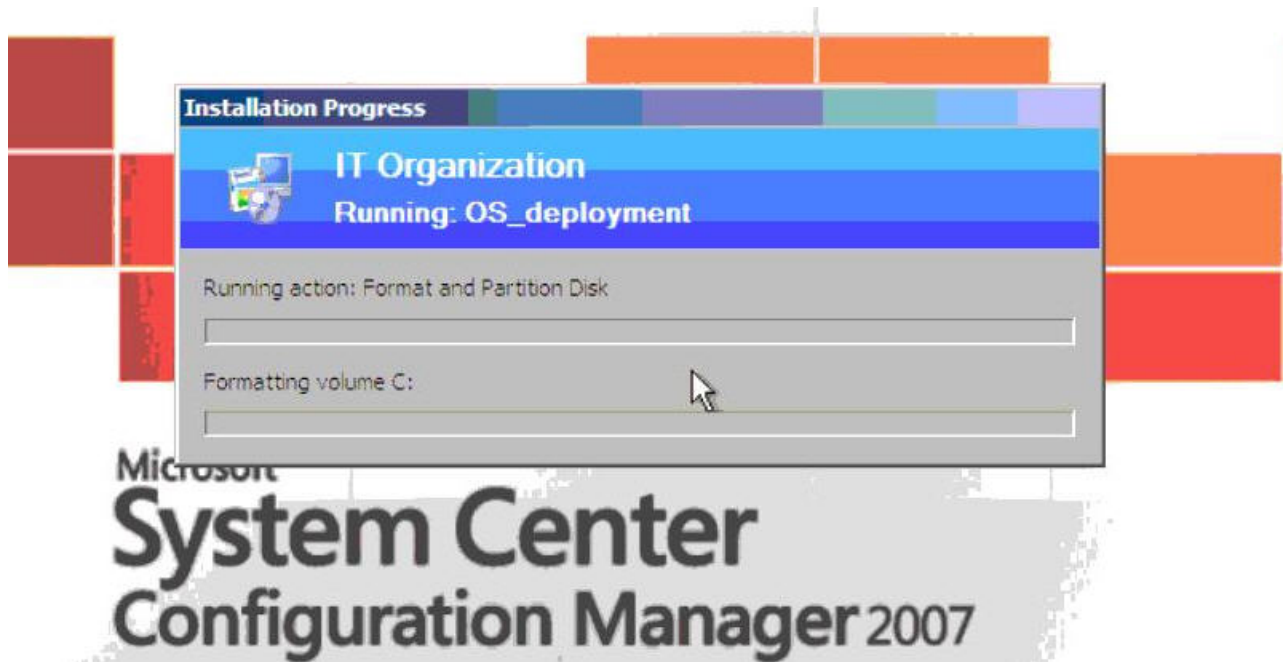 Installation Progress
IT Organization
Running: OS_deployment
Running action: Format and Partition Disk
Formatting volume C:
Microsoft
System Center
Configuration Manager 2007